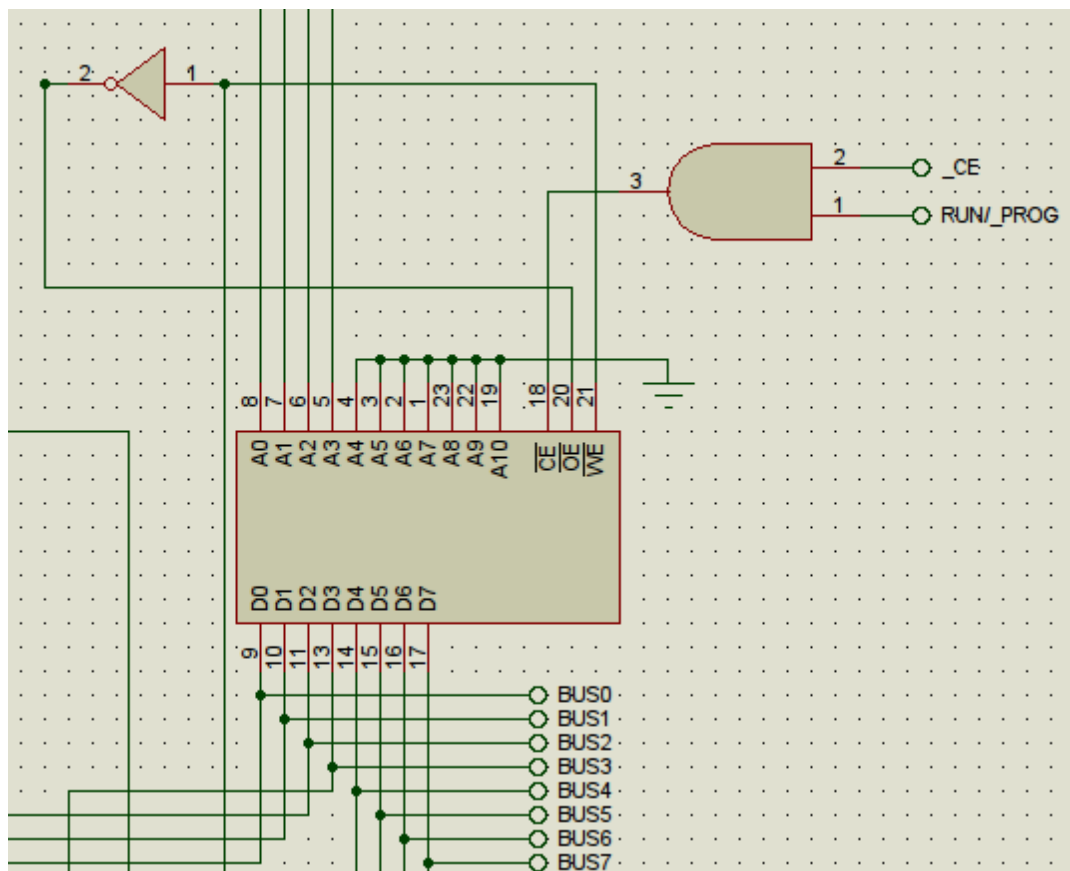 2 1
2 _CE
3
1 RUN/_PROG
8 7 6 5 4 3 2 1 23 22 19 18 20 21
A0 A1 A2 A3 A4 A5 A6 A7 A8 A9 A10 CE OE WE
D0 D1 D2 D3 D4 D5 D6 D7
9 10 11 13 14 15 16 17
BUS0
BUS1
BUS2
BUS3
BUS4
BUS5
BUS6
BUS7